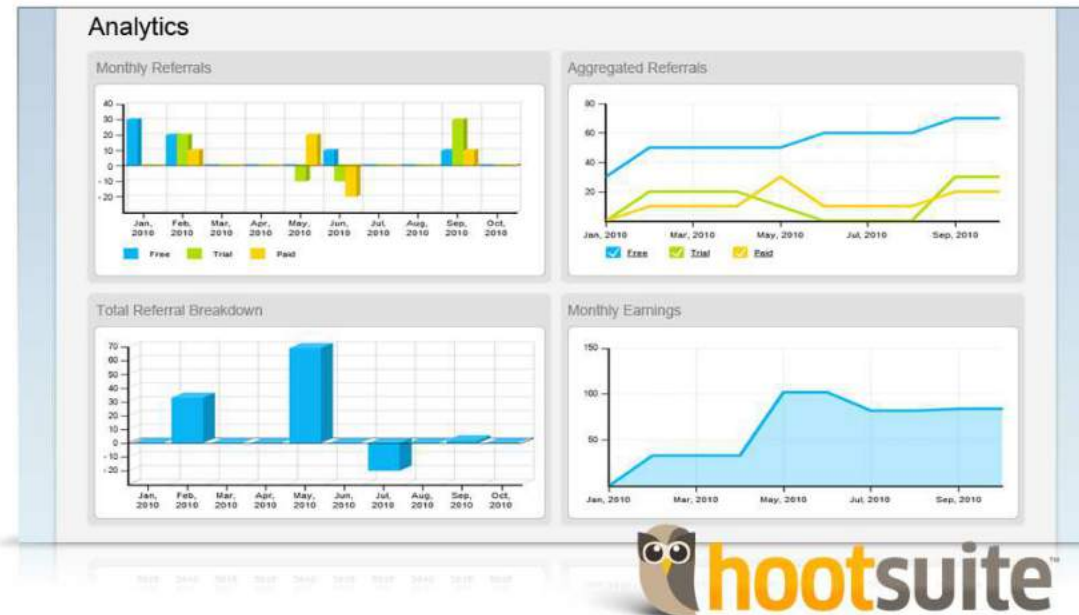 Analytics
Monthly Referrals
40
30
20
10
0
- 10
- 20
Jan, 2010 Feb, 2010 Mar, 2010 Apr, 2010 May, 2010 Jun, 2010 Jul, 2010 Aug, 2010 Sep, 2010 Oct, 2010
Free Trial Paid
Aggregated Referrals
80
60
40
20
Jan, 2010 Mar, 2010 May, 2010 Jul, 2010 Sep, 2010
Free Trial Paid
Total Referral Breakdown
70
60
50
40
30
20
10
0
- 10
- 20
Jan, 2010 Feb, 2010 Mar, 2010 Apr, 2010 May, 2010 Jun, 2010 Jul, 2010 Aug, 2010 Sep, 2010 Oct, 2010
Monthly Earnings
150
100
50
Jan, 2010 Mar, 2010 May, 2010 Jul, 2010 Sep, 2010
hootsuite™